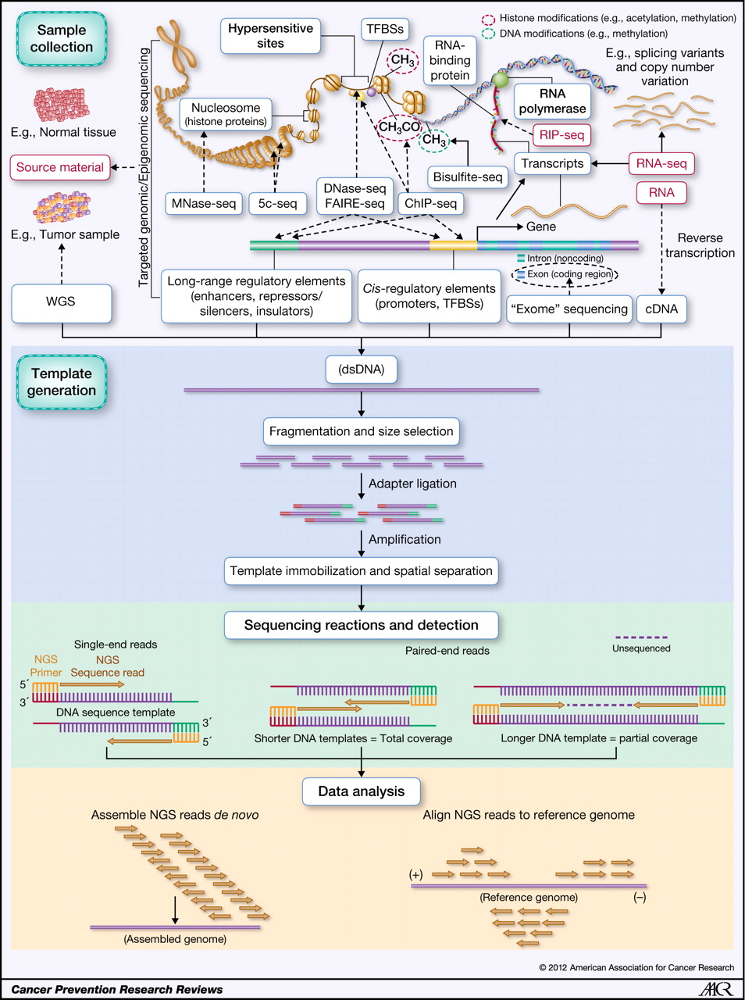 Sample
collection
Hypersensitive
sites
TFBSs
Histone modifications (e.g., acetylation, methylation)
DNA modifications (e.g., methylation)
CH3
RNA-
binding
protein
E.g., splicing variants
and copy number
variation
RNA
polymerase
Nucleosome
(histone proteins)
E.g., Normal tissue
CH3CO
CH3
RIP-seq
Source material
Targeted genomic/Epigenomic sequencing
Transcripts
RNA-seq
Bisulfite-seq
MNase-seq
5c-seq
DNase-seq
FAIRE-seq
ChIP-seq
RNA
E.g., Tumor sample
Gene
Reverse
transcription
Intron (noncoding)
Exon (coding region)
WGS
Long-range regulatory elements
(enhancers, repressors/
silencers, insulators)
Cis-regulatory elements
(promoters, TFBSs)
“Exome” sequencing
cDNA
Template
generation
(dsDNA)
Fragmentation and size selection
Adapter ligation
Amplification
Template immobilization and spatial separation
Sequencing reactions and detection
Single-end reads
Paired-end reads
Unsequenced
NGS
Primer
NGS
Sequence read
5´
3´
DNA sequence template
3´
5´
Shorter DNA templates = Total coverage
Longer DNA template = partial coverage
Data analysis
Assemble NGS reads de novo
Align NGS reads to reference genome
(+)
(Reference genome)
(–)
(Assembled genome)
© 2012 American Association for Cancer Research
Cancer Prevention Research Reviews
AACR